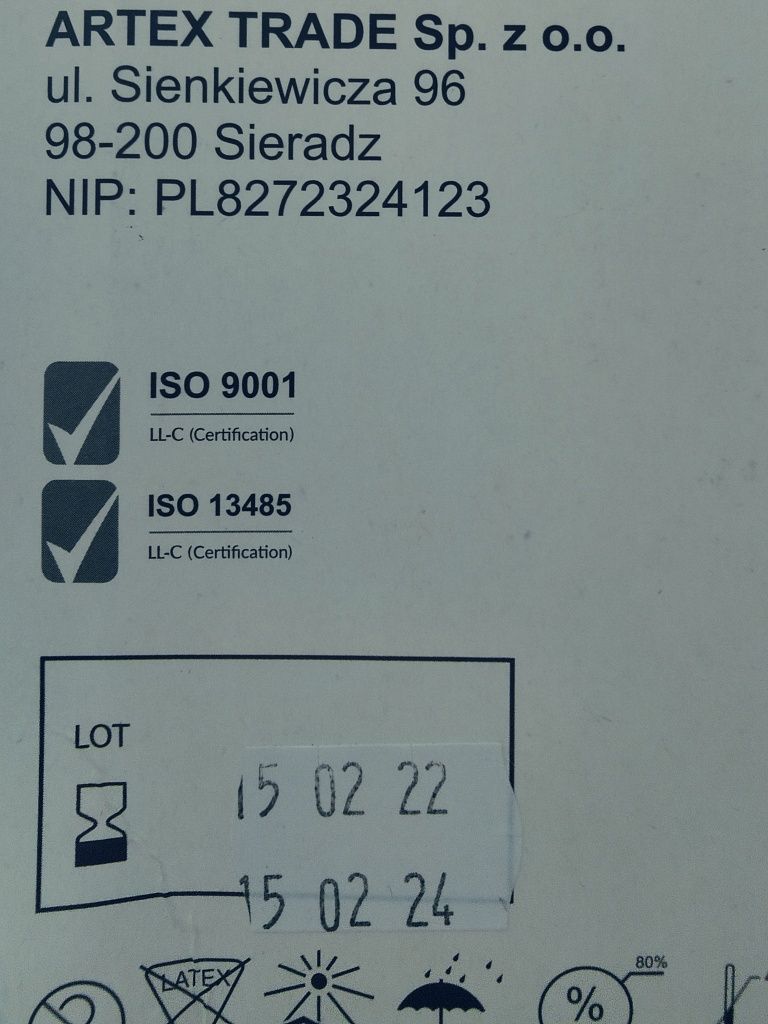 ARTEX TRADE Sp. z o.o.
ul. Sienkiewicza 96
98-200 Sieradz
NIP: PL8272324123
ISO 9001
LL-C (Certification)
ISO 13485
LL-C (Certification)
LOT
15 02 22
15 02 24
80%
LATEX
2
%